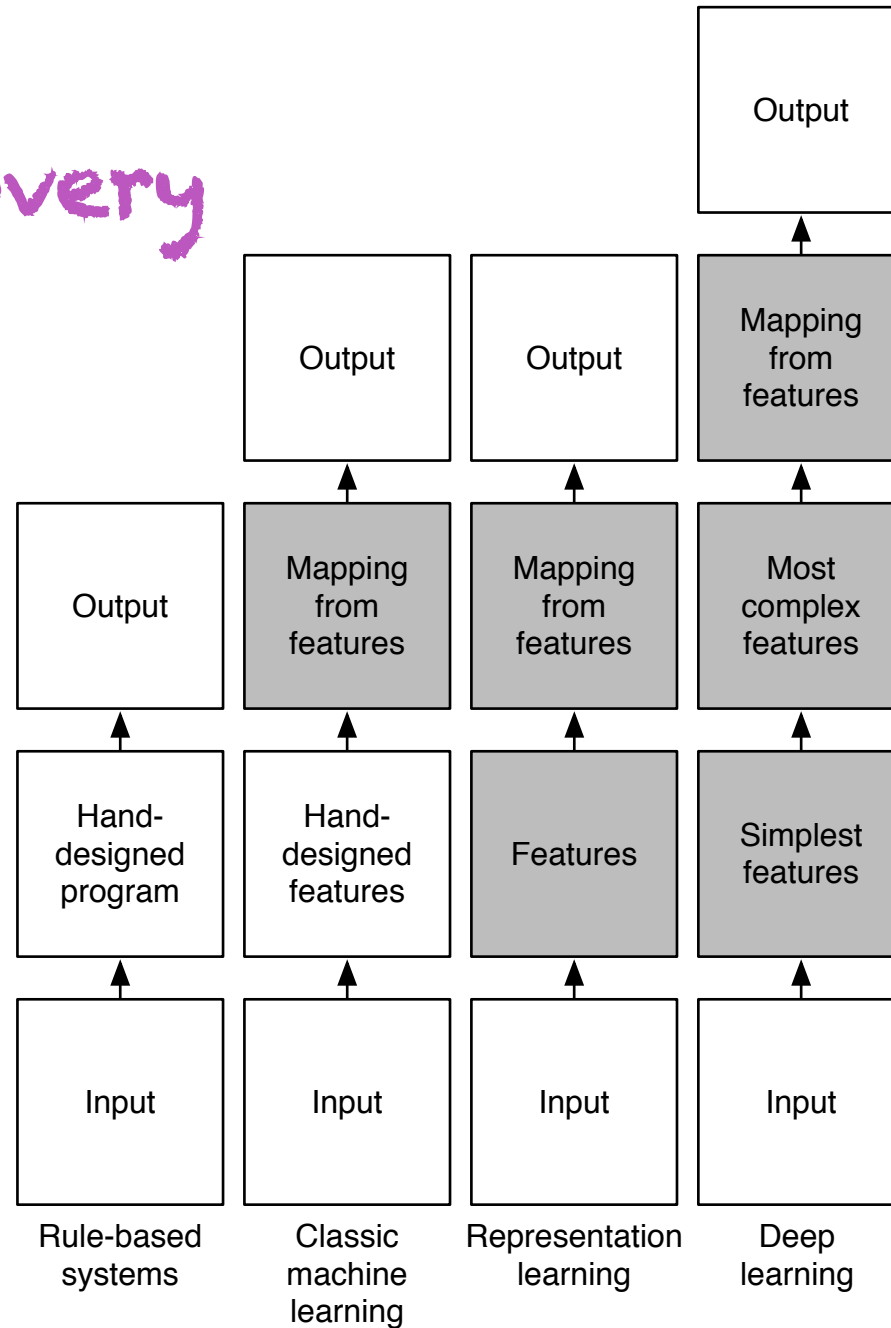 very
Output
Mapping
from
features
Most
complex
features
Simplest
features
Input
Deep
learning
Output
Mapping
from
features
Features
Input
Representation
learning
Output
Mapping
from
features
Hand-
designed
features
Input
Classic
machine
learning
Output
Hand-
designed
program
Input
Rule-based
systems